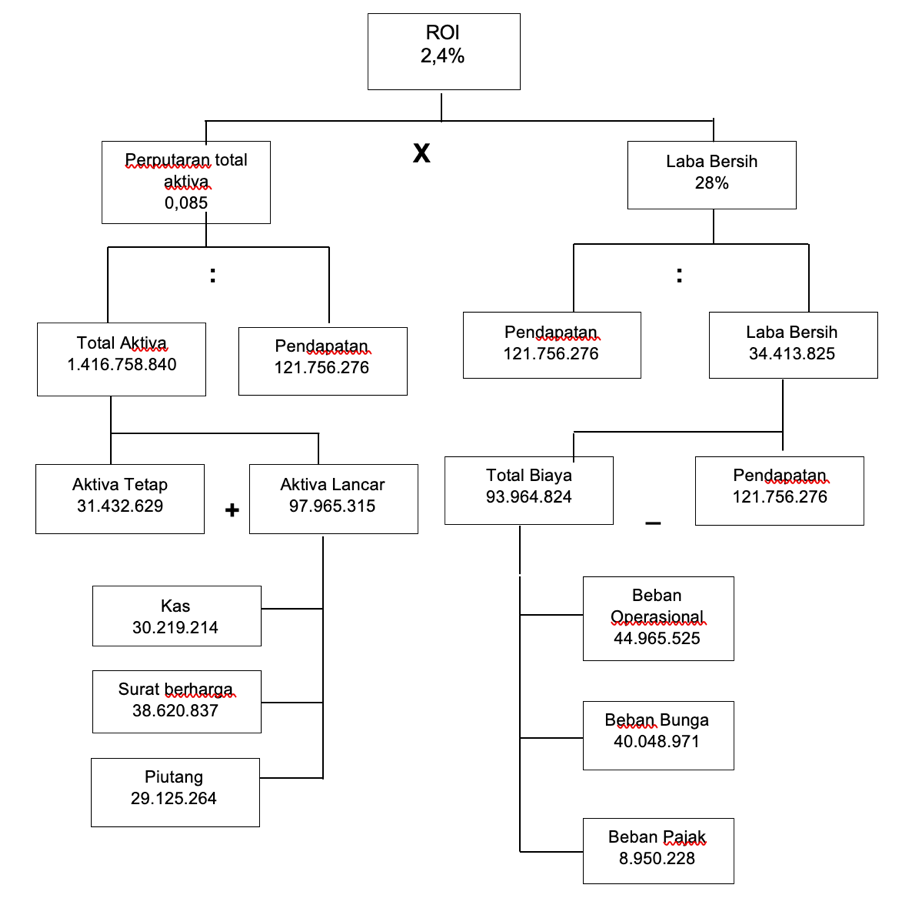 ROI
2,4%
X
Perputaran total
aktiva
0,085
Laba Bersih
28%
:
:
Total Aktiva
1.416.758.840
Pendapatan
121.756.276
Pendapatan
121.756.276
Laba Bersih
34.413.825
Aktiva Tetap
31.432.629
+
Aktiva Lancar
97.965.315
Total Biaya
93.964.824
–
Pendapatan
121.756.276
Kas
30.219.214
Surat berharga
38.620.837
Piutang
29.125.264
Beban
Operasional
44.965.525
Beban Bunga
40.048.971
Beban Pajak
8.950.228